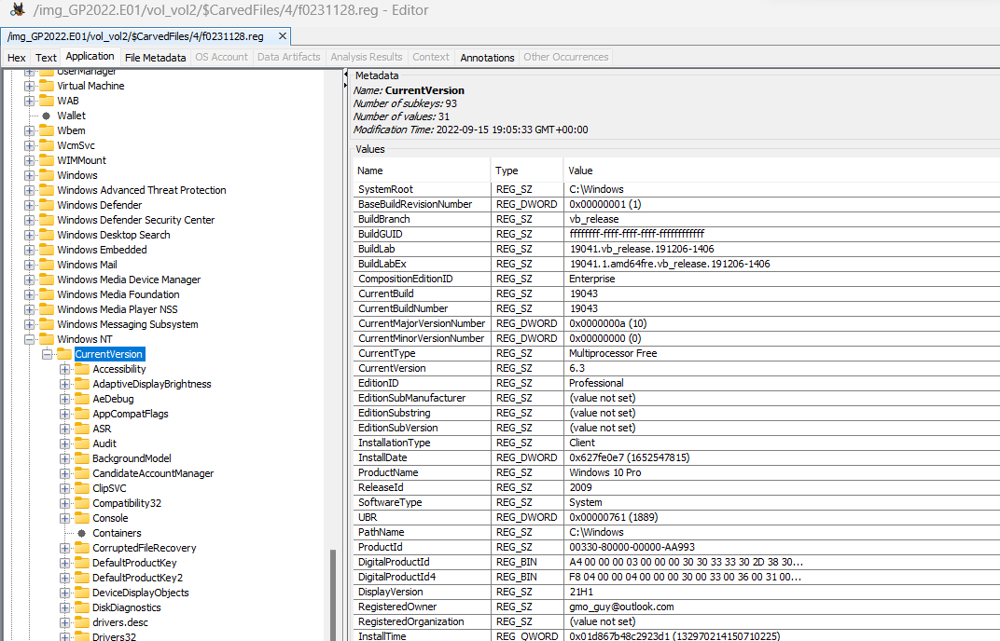 /img_GP2022.E01/vol_vol2/$CarvedFiles/4/f0231128.reg - Editor
/img_GP2022.E01/vol_vol2/$CarvedFiles/4/f0231128.reg
Hex Text Application File Metadata OS Account Data Artifacts Analysis Results Context Annotations Other Occurrences
UserManager
Virtual Machine
WAB
Wallet
Wbem
WcmSvc
WIMMount
Windows
Windows Advanced Threat Protection
Windows Defender
Windows Defender Security Center
Windows Desktop Search
Windows Embedded
Windows Mail
Windows Media Device Manager
Windows Media Foundation
Windows Media Player NSS
Windows Messaging Subsystem
Windows NT
CurrentVersion
Accessibility
AdaptiveDisplayBrightness
AeDebug
AppCompatFlags
ASR
Audit
BackgroundModel
CandidateAccountManager
ClipSVC
Compatibility32
Console
Containers
CorruptedFileRecovery
DefaultProductKey
DefaultProductKey2
DeviceDisplayObjects
DiskDiagnostics
drivers.desc
Drivers32
Metadata
Name: CurrentVersion
Number of subkeys: 93
Number of values: 31
Modification Time: 2022-09-15 19:05:33 GMT+00:00
Values
Name Type Value
SystemRoot REG_SZ C:\Windows
BaseBuildRevisionNumber REG_DWORD 0x00000001 (1)
BuildBranch REG_SZ vb_release
BuildGUID REG_SZ ffffffff-ffff-ffff-ffff-ffffffffffff
BuildLab REG_SZ 19041.vb_release.191206-1406
BuildLabEx REG_SZ 19041.1.amd64fre.vb_release.191206-1406
CompositionEditionID REG_SZ Enterprise
CurrentBuild REG_SZ 19043
CurrentBuildNumber REG_SZ 19043
CurrentMajorVersionNumber REG_DWORD 0x0000000a (10)
CurrentMinorVersionNumber REG_DWORD 0x00000000 (0)
CurrentType REG_SZ Multiprocessor Free
CurrentVersion REG_SZ 6.3
EditionID REG_SZ Professional
EditionSubManufacturer REG_SZ (value not set)
EditionSubstring REG_SZ (value not set)
EditionSubVersion REG_SZ (value not set)
InstallationType REG_SZ Client
InstallDate REG_DWORD 0x627fe0e7 (1652547815)
ProductName REG_SZ Windows 10 Pro
ReleaseId REG_SZ 2009
SoftwareType REG_SZ System
UBR REG_DWORD 0x00000761 (1889)
PathName REG_SZ C:\Windows
ProductId REG_SZ 00330-80000-00000-AA993
DigitalProductId REG_BIN A4 00 00 00 03 00 00 00 30 30 33 33 30 2D 38 30...
DigitalProductId4 REG_BIN F8 04 00 00 04 00 00 00 30 00 33 00 36 00 31 00...
DisplayVersion REG_SZ 21H1
RegisteredOwner REG_SZ gmo_guy@outlook.com
RegisteredOrganization REG_SZ (value not set)
InstallTime REG_QWORD 0x01d867b48c2923d1 (132970214150710225)